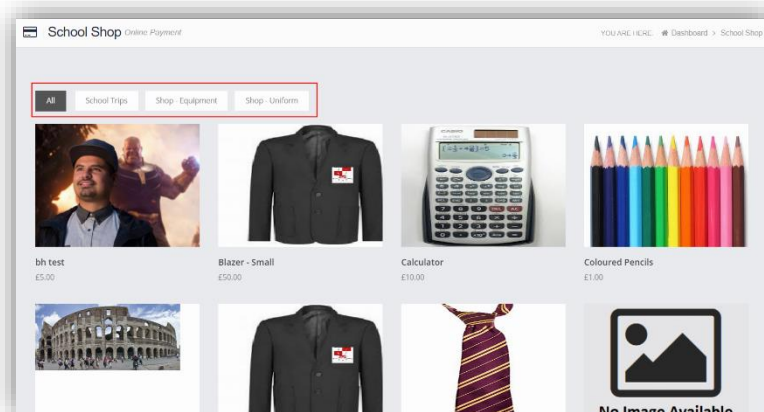 School Shop Online Payment
YOU ARE HERE: Dashboard > School Shop
All School Trips Shop - Equipment Shop - Uniform
CASIO
bh test Blazer - Small Calculator Coloured Pencils
£5.00 £50.00 £10.00 £1.00
No Image Available